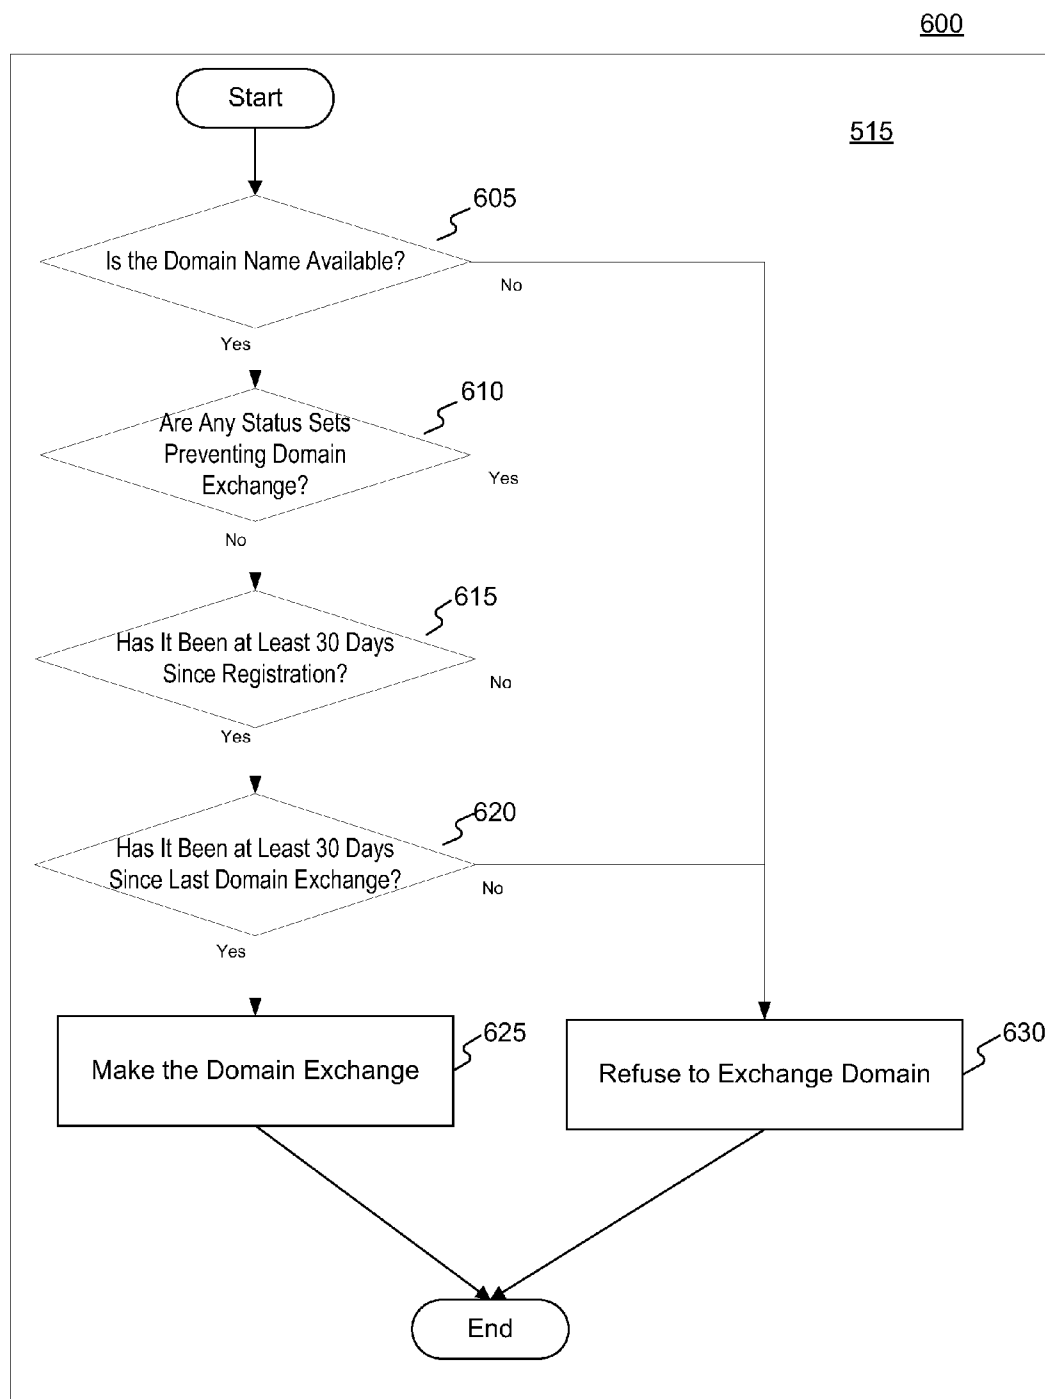 600
Start
515
605
Is the Domain Name Available?
No
Yes
610
Are Any Status Sets
Preventing Domain
Exchange?
Yes
No
615
Has It Been at Least 30 Days
Since Registration?
No
Yes
620
Has It Been at Least 30 Days
Since Last Domain Exchange?
No
Yes
625
Make the Domain Exchange
630
Refuse to Exchange Domain
End